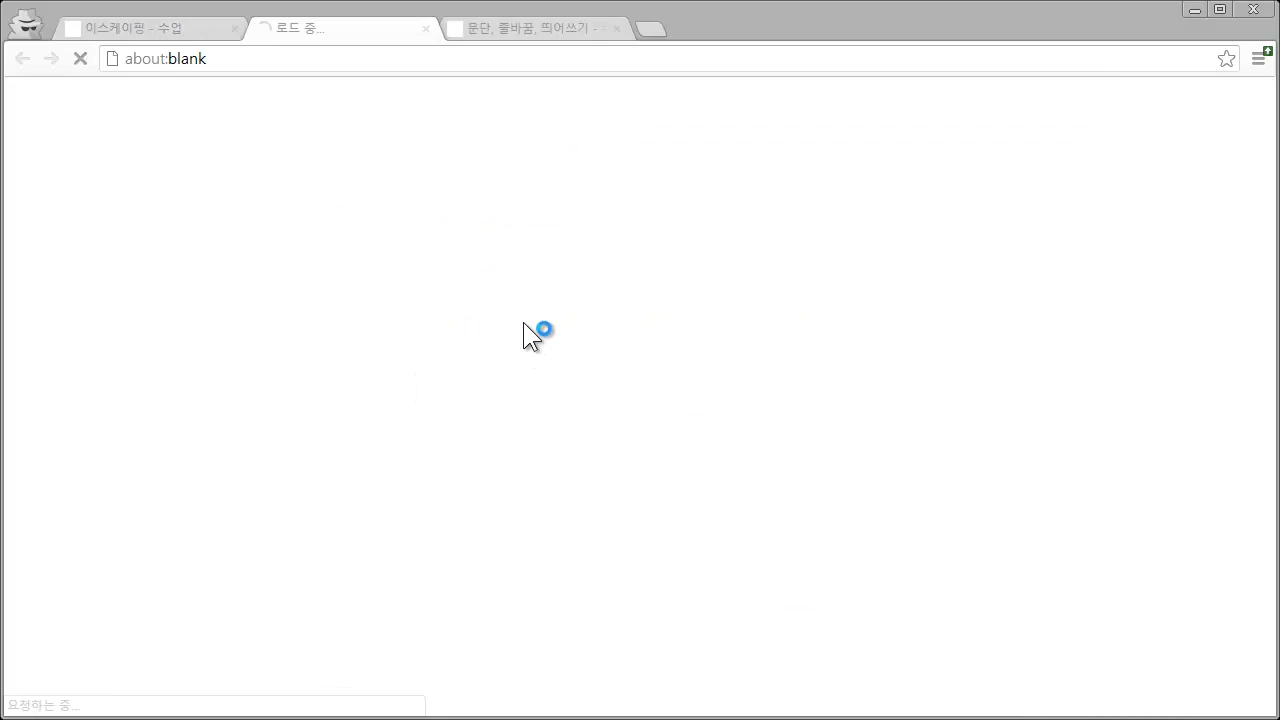 이스케이핑 - 수업
로드 중...
문단, 줄바꿈, 띄어쓰기 -
about:blank
요청하는 중...